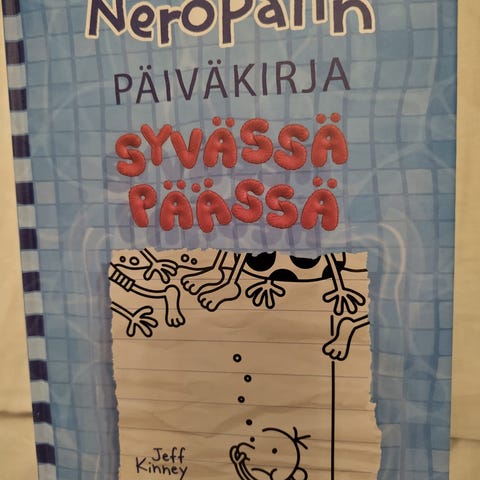 Neropatin
PÄIVÄKIRJA
SYVÄSSÄ
PÄÄSSÄ
Jeff
Kinney